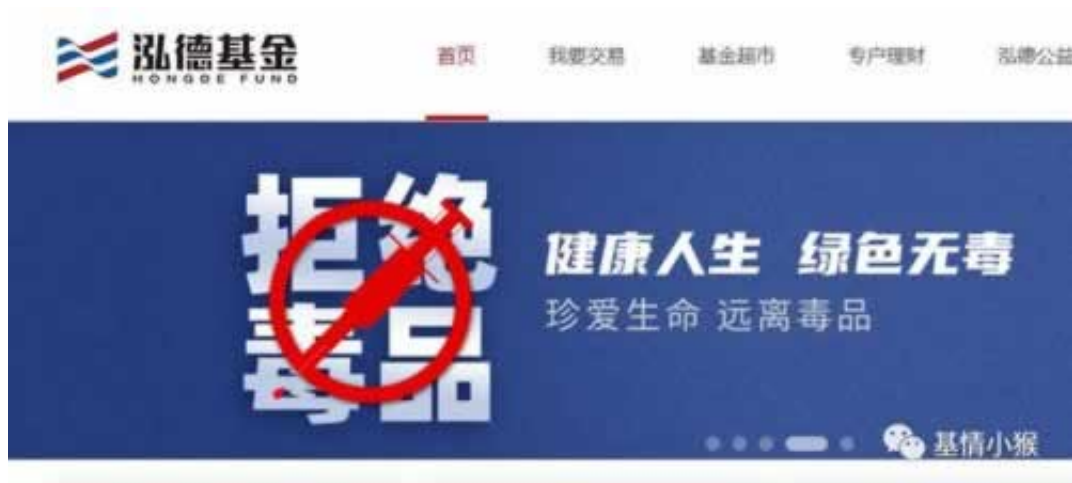 泓德基金
HONGDE FUND
首页 我要交易 基金超市 专户理财 泓德公益
拒绝
毒品
健康人生 绿色无毒
珍爱生命 远离毒品
基情小猴